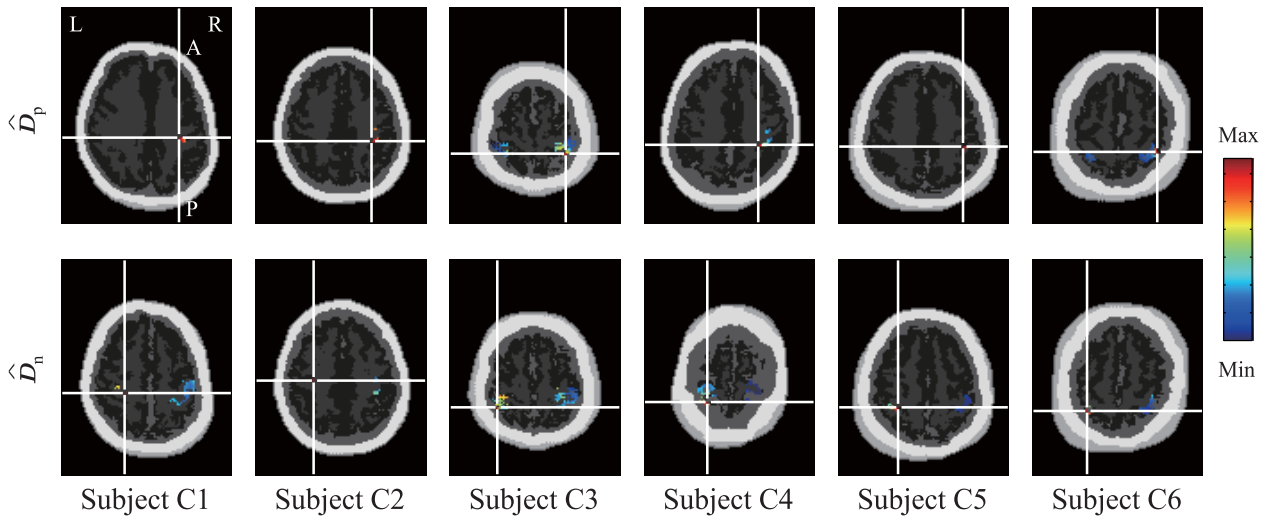 L R
A
P
D̂p
Max
Min
D̂n
Subject C1 Subject C2 Subject C3 Subject C4 Subject C5 Subject C6